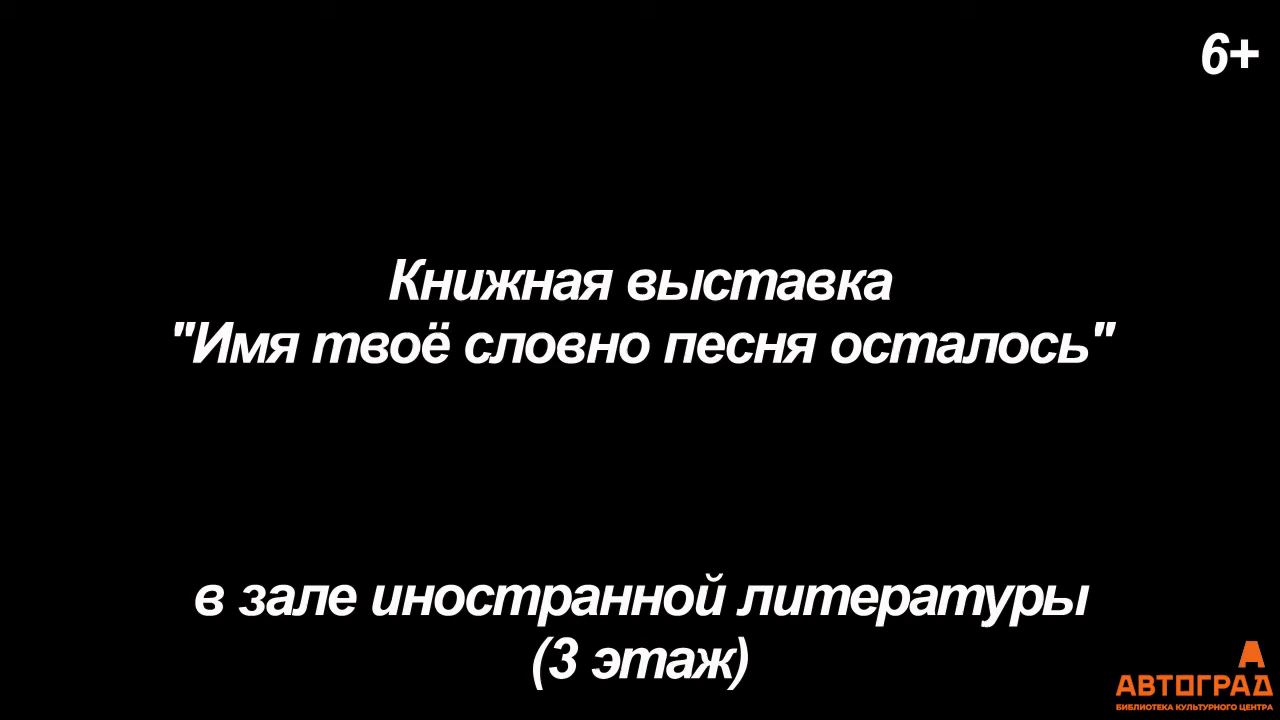 6+
Книжная выставка
"Имя твоё словно песня осталось"
в зале иностранной литературы
(3 этаж)
А
АВТОГРАД
БИБЛИОТЕКА КУЛЬТУРНОГО ЦЕНТРА